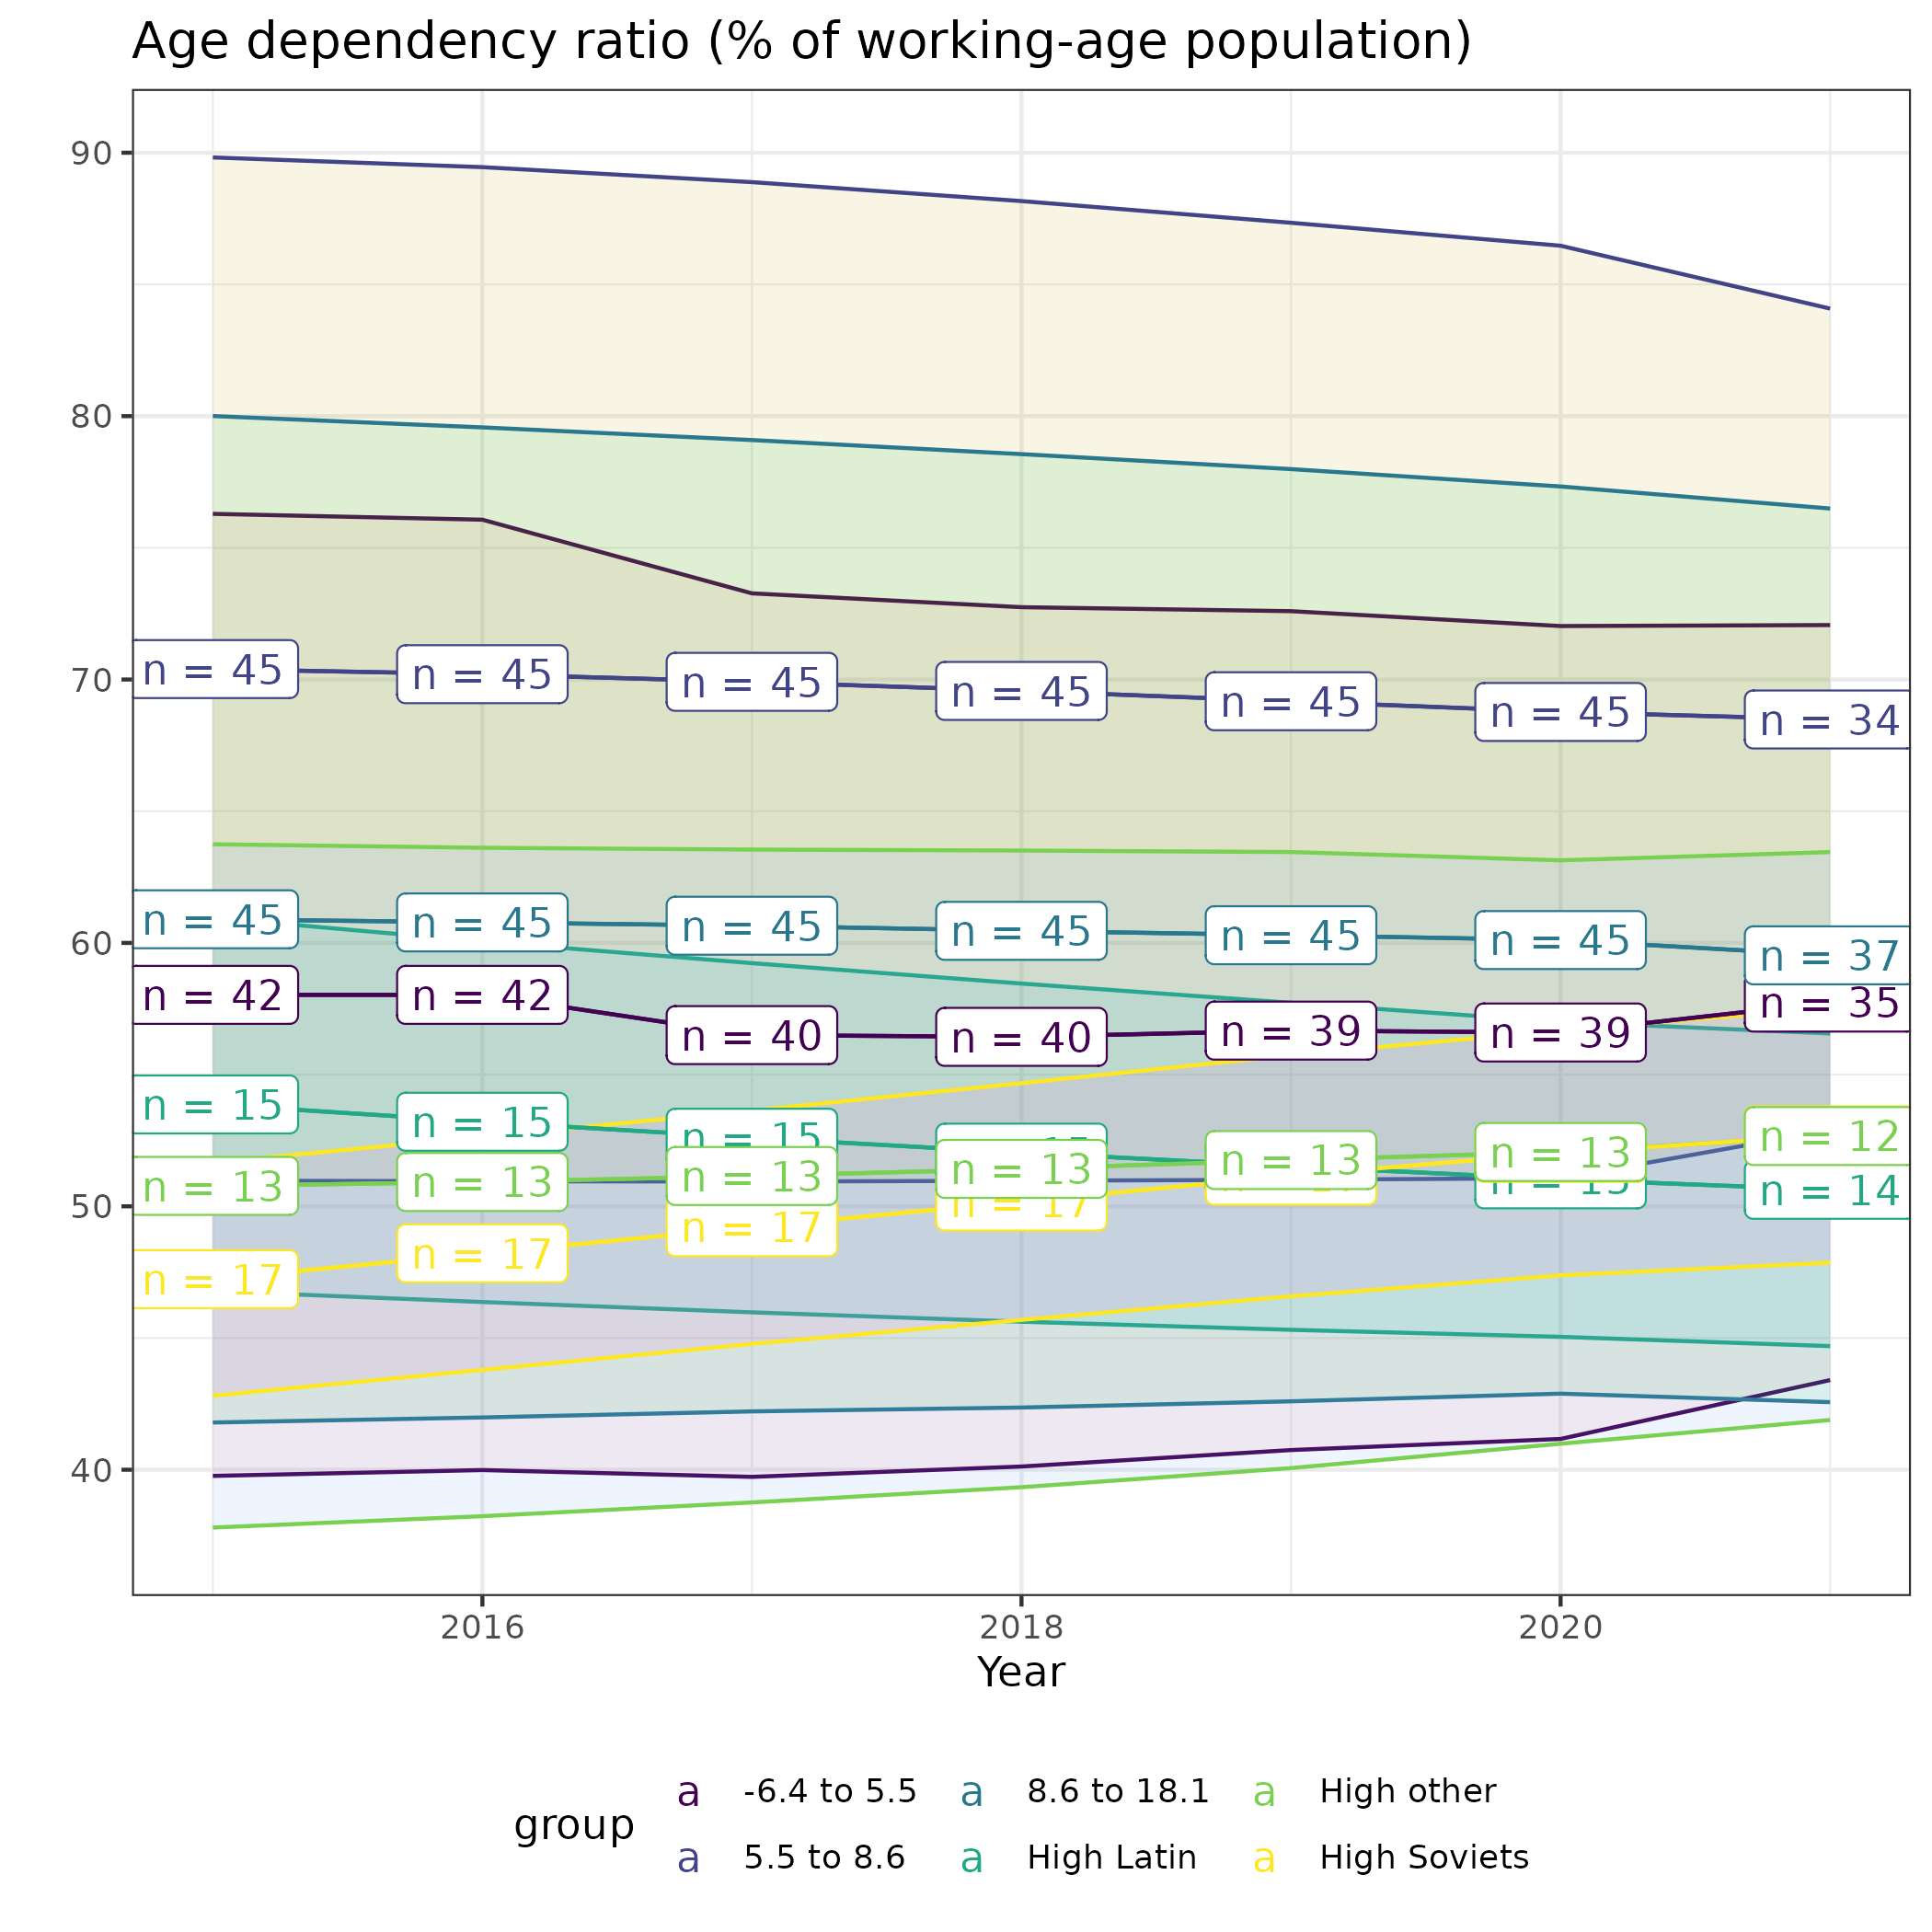 Age dependency ratio (% of working-age population)
90
80
70
60
50
40
n = 45
n = 45
n = 45
n = 45
n = 45
n = 45
n = 34
n = 45
n = 45
n = 45
n = 45
n = 45
n = 45
n = 37
n = 42
n = 42
n = 40
n = 40
n = 39
n = 39
n = 35
n = 15
n = 15
n = 15
n = 13
n = 13
n = 13
n = 13
n = 13
n = 13
n = 12
n = 15
n = 14
n = 17
n = 17
n = 17
n = 17
2016
2018
2020
Year
group
a -6.4 to 5.5
a 8.6 to 18.1
a High other
a 5.5 to 8.6
a High Latin
a High Soviets